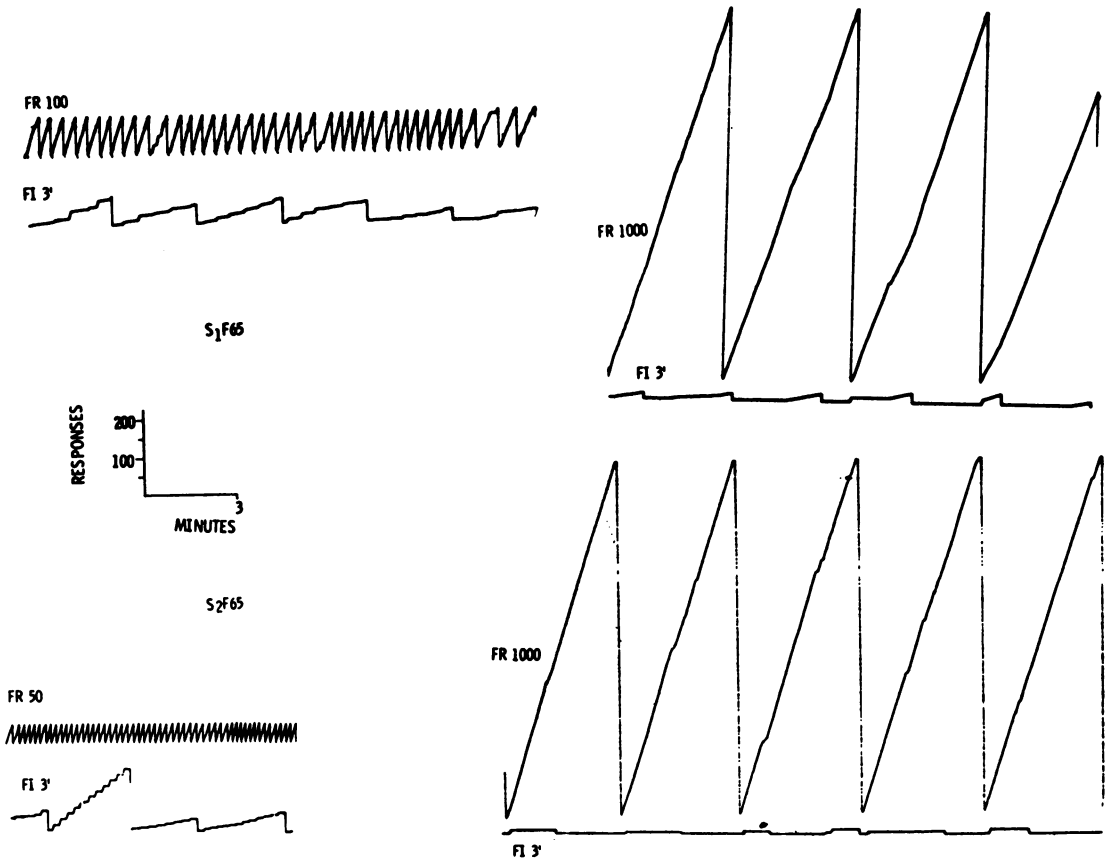 FR 100
FI 3'
S1F65
RESPONSES
200
100
3
MINUTES
S2F65
FR 50
FI 3'
FR 1000
FI 3'
FR 1000
FI 3'